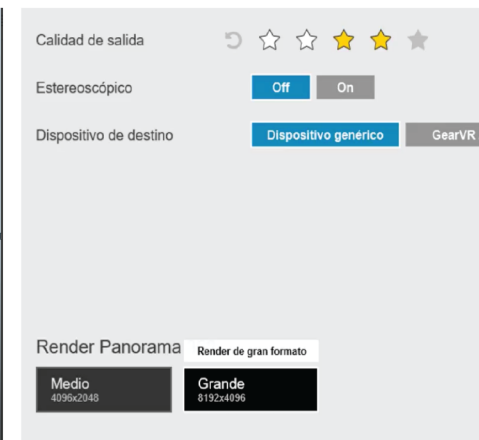 Calidad de salida
Estereoscópico
Off
On
Dispositivo de destino
Dispositivo genérico
GearVR
Render Panorama
Render de gran formato
Medio
4096x2048
Grande
8192x4096